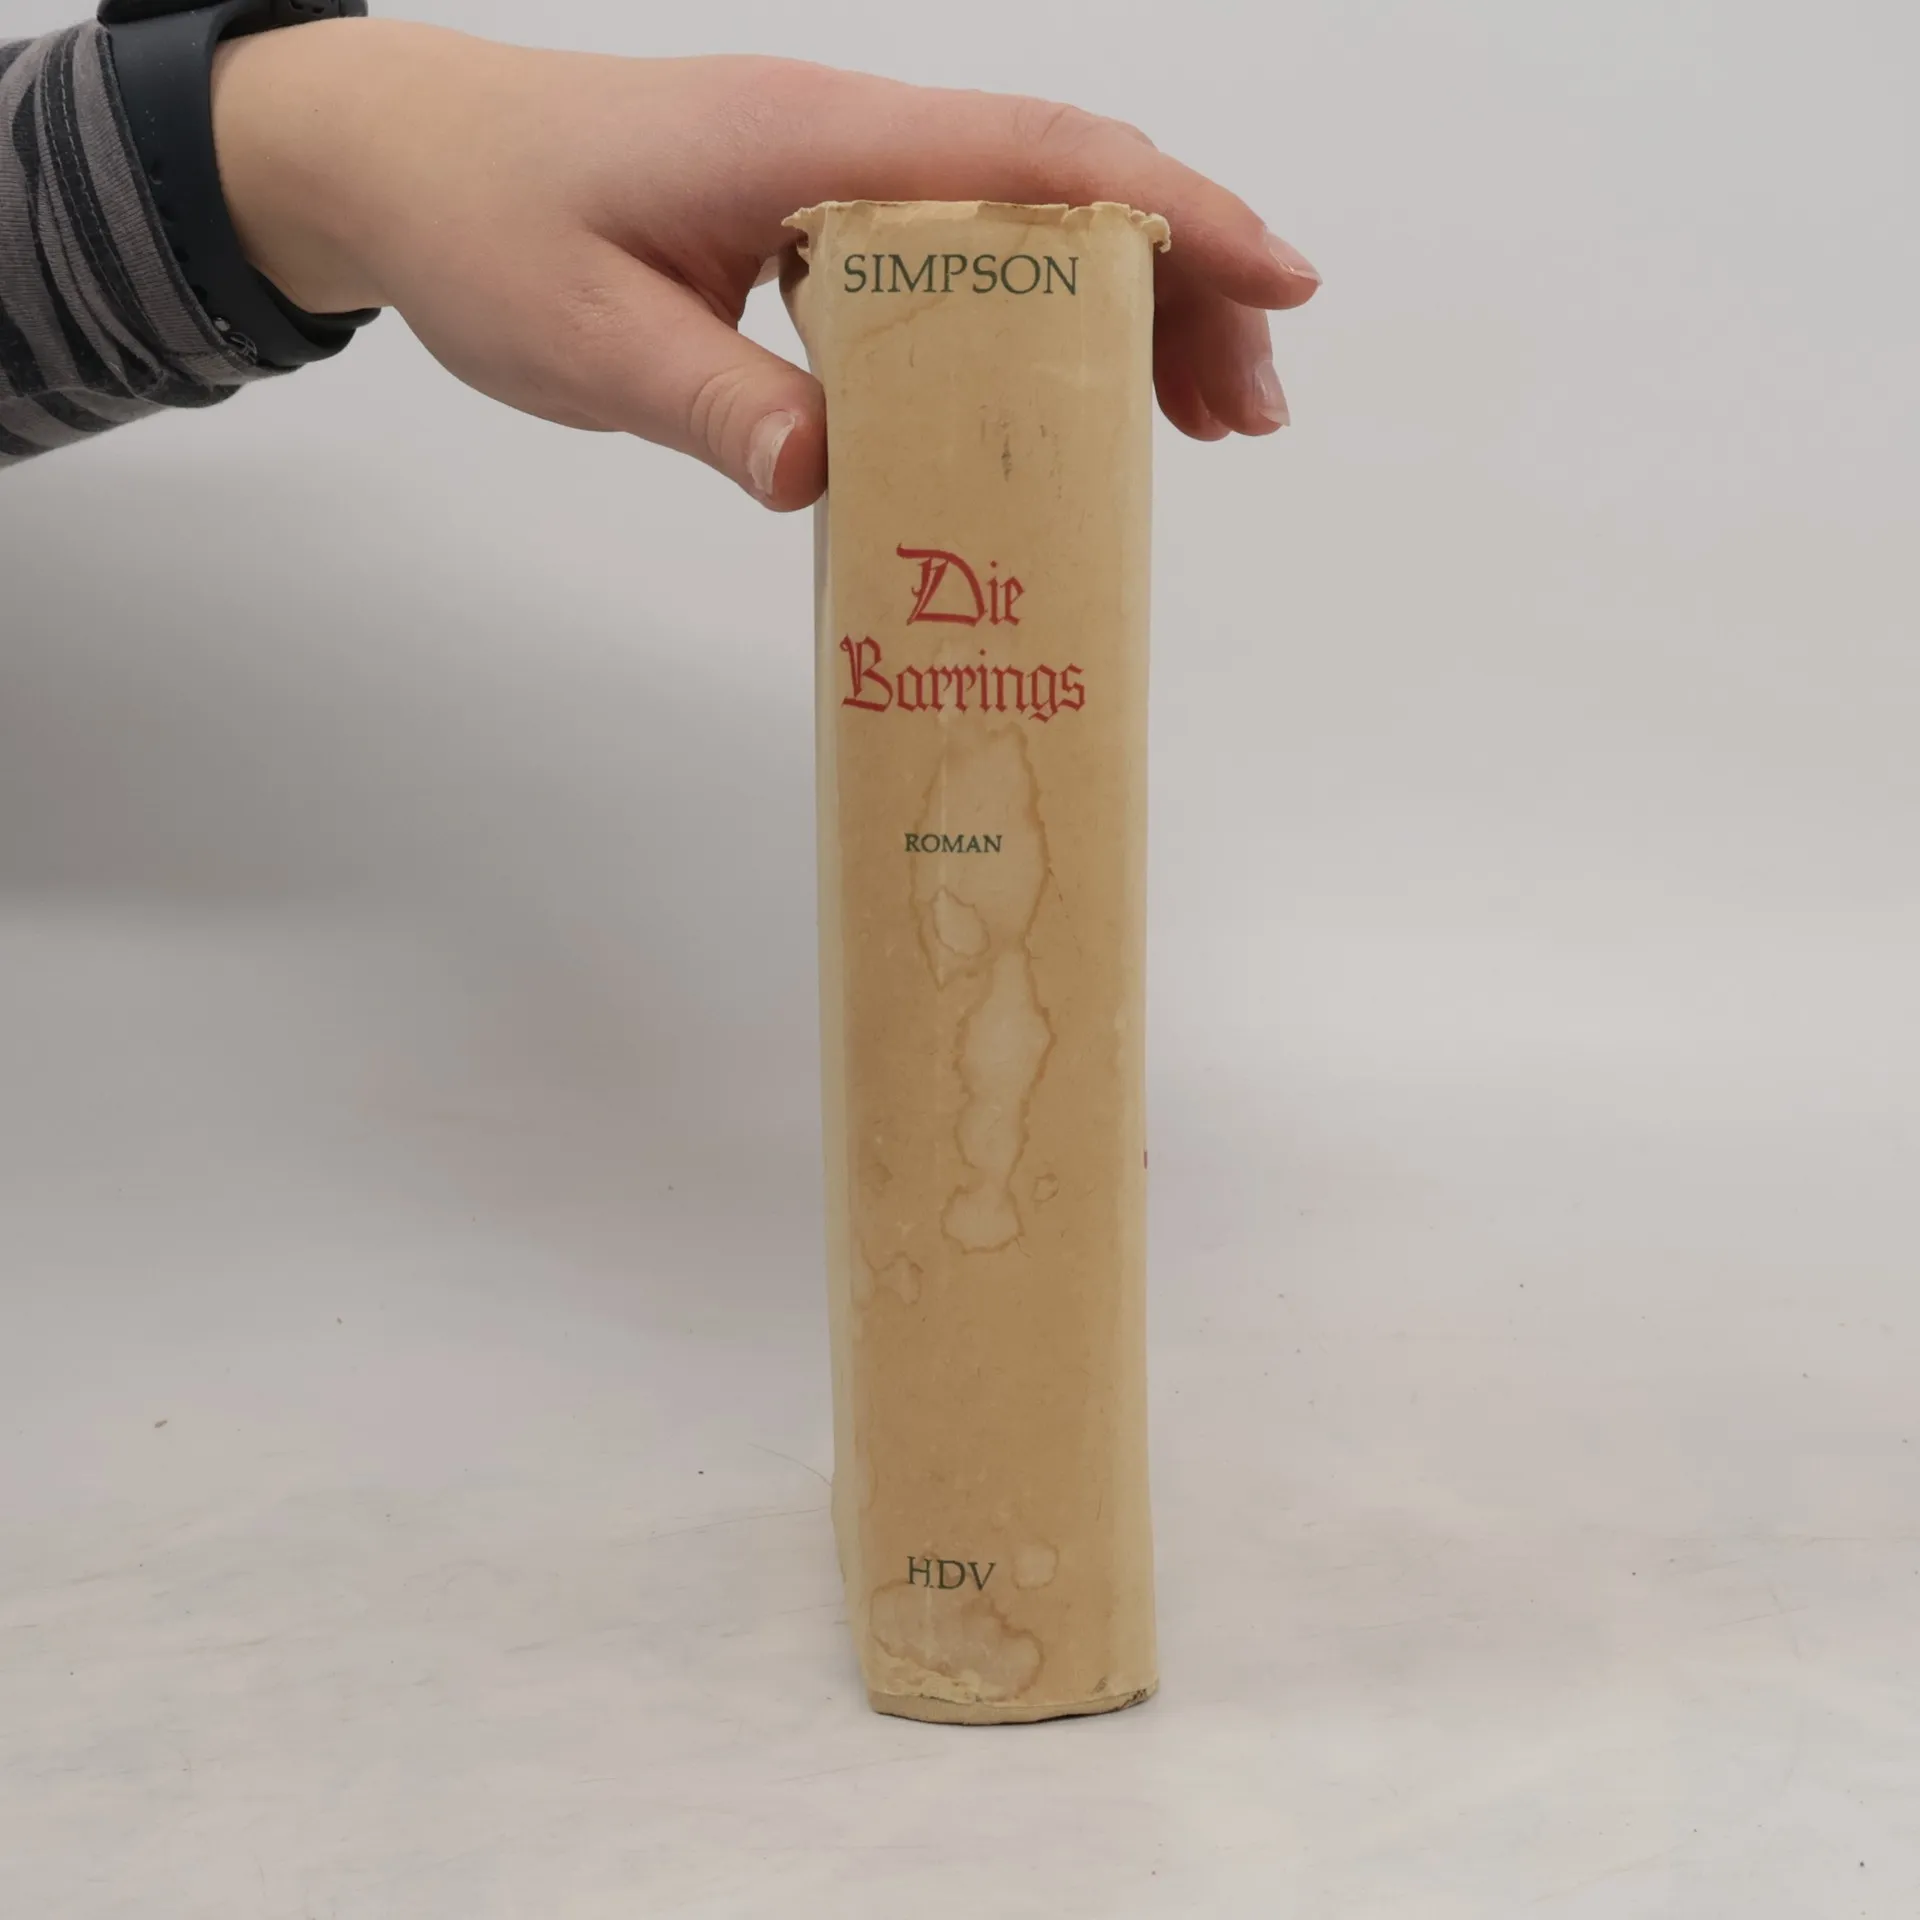 SIMPSON
Die
Barrings
ROMAN
HDV